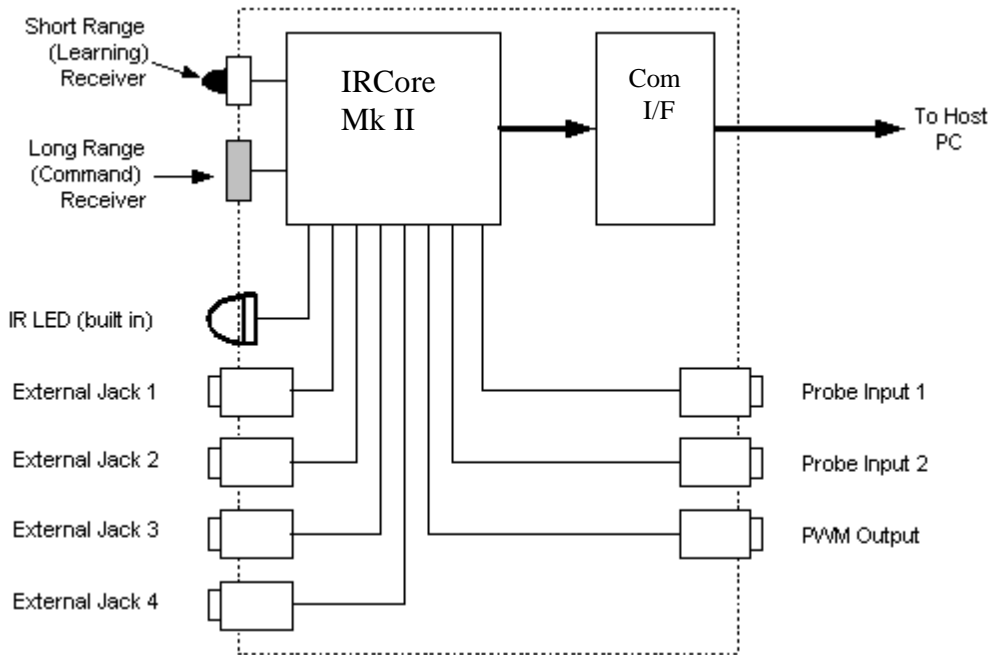 Short Range
(Learning)
Receiver
IRCore
Mk II
Com
I/F
To Host
PC
Long Range
(Command)
Receiver
IR LED (built in)
External Jack 1
Probe Input 1
External Jack 2
Probe Input 2
External Jack 3
PWM Output
External Jack 4